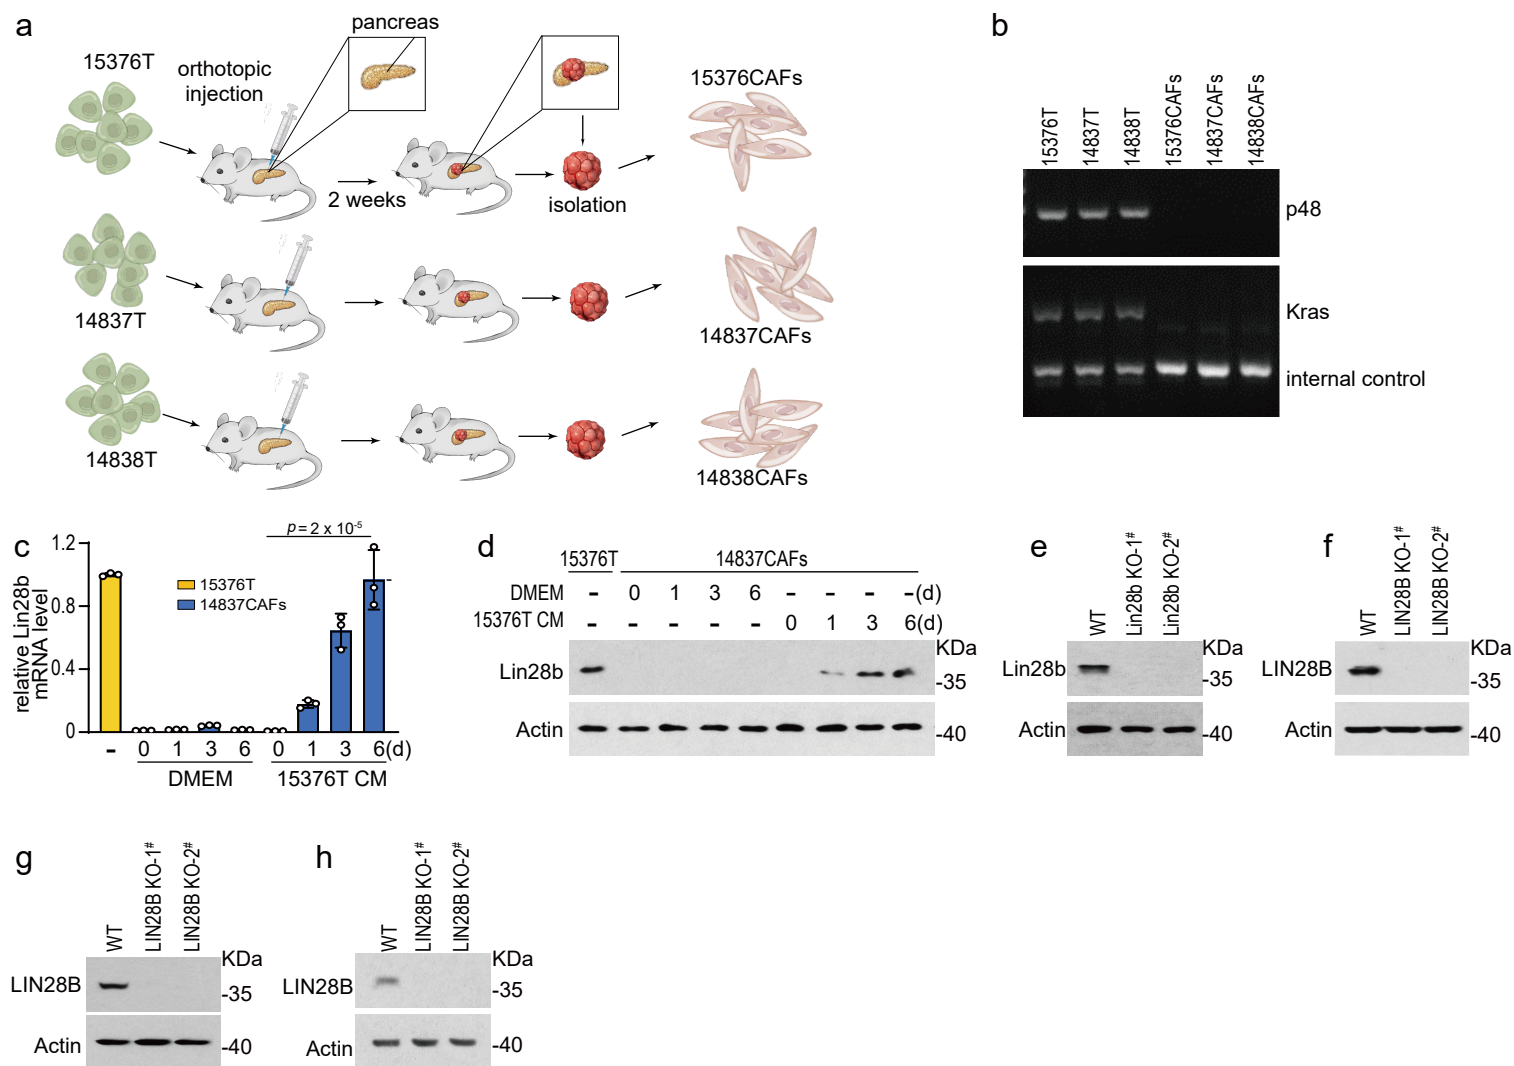 a
15376T
orthotopic
injection
pancreas
2 weeks
isolation
15376CAFs
14837T
14837CAFs
14838T
14838CAFs
b
15376T
14837T
14838T
15376CAFs
14837CAFs
14838CAFs
p48
Kras
internal control
c
relative Lin28b
mRNA level
1.2
0.8
0.4
0
p = 2 x 10-5
15376T
14837CAFs
- 0 1 3 6 0 1 3 6(d)
DMEM 15376T CM
d
15376T 14837CAFs
DMEM - 0 1 3 6 - - - -(d)
15376T CM - - - - - 0 1 3 6(d)
KDa
Lin28b
-35
Actin
-40
e
WT
Lin28b KO-1#
Lin28b KO-2#
KDa
Lin28b
-35
Actin
-40
f
WT
LIN28B KO-1#
LIN28B KO-2#
KDa
LIN28B
-35
Actin
-40
g
WT
LIN28B KO-1#
LIN28B KO-2#
KDa
LIN28B
-35
Actin
-40
h
WT
LIN28B KO-1#
LIN28B KO-2#
KDa
LIN28B
-35
Actin
-40